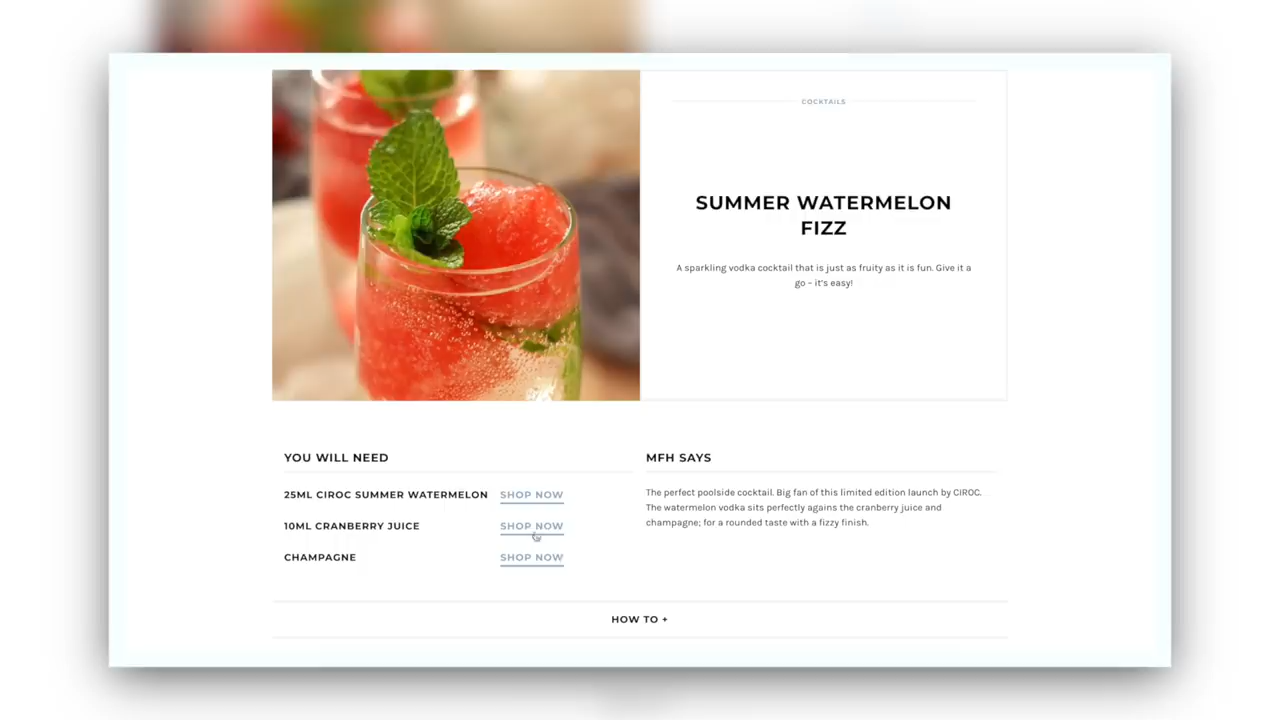 COCKTAILS
SUMMER WATERMELON
FIZZ
A sparkling vodka cocktail that is just as fruity as it is fun. Give it a
go – it's easy!
YOU WILL NEED
25ML CIROC SUMMER WATERMELON SHOP NOW
10ML CRANBERRY JUICE SHOP NOW
CHAMPAGNE SHOP NOW
MFH SAYS
The perfect poolside cocktail. Big fan of this limited edition launch by CIROC.
The watermelon vodka sits perfectly agains the cranberry juice and
champagne; for a rounded taste with a fizzy finish.
HOW TO +